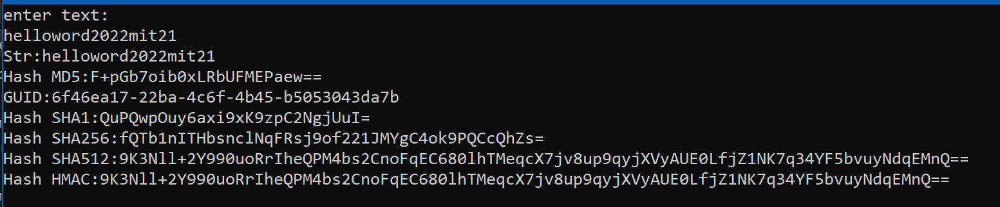 enter text:
helloword2022mit21
Str:helloword2022mit21
Hash MD5:F+pGb7oib0xLRbUFMEPaew==
GUID:6f46ea17-22ba-4c6f-4b45-b5053043da7b
Hash SHA1:QuPQwpOuy6axi9xK9zpC2NgjUuI=
Hash SHA256:fQTb1nITHbsnclNqFRsj9of221JMYgC4ok9PQCcQhZs=
Hash SHA512:9K3Nll+2Y990uoRrIheQPM4bs2CnoFqEC680lhTMeqcX7jv8up9qyjXVyAUE0LfjZ1NK7q34YF5bvuyNdqEMnQ==
Hash HMAC:9K3Nll+2Y990uoRrIheQPM4bs2CnoFqEC680lhTMeqcX7jv8up9qyjXVyAUE0LfjZ1NK7q34YF5bvuyNdqEMnQ==